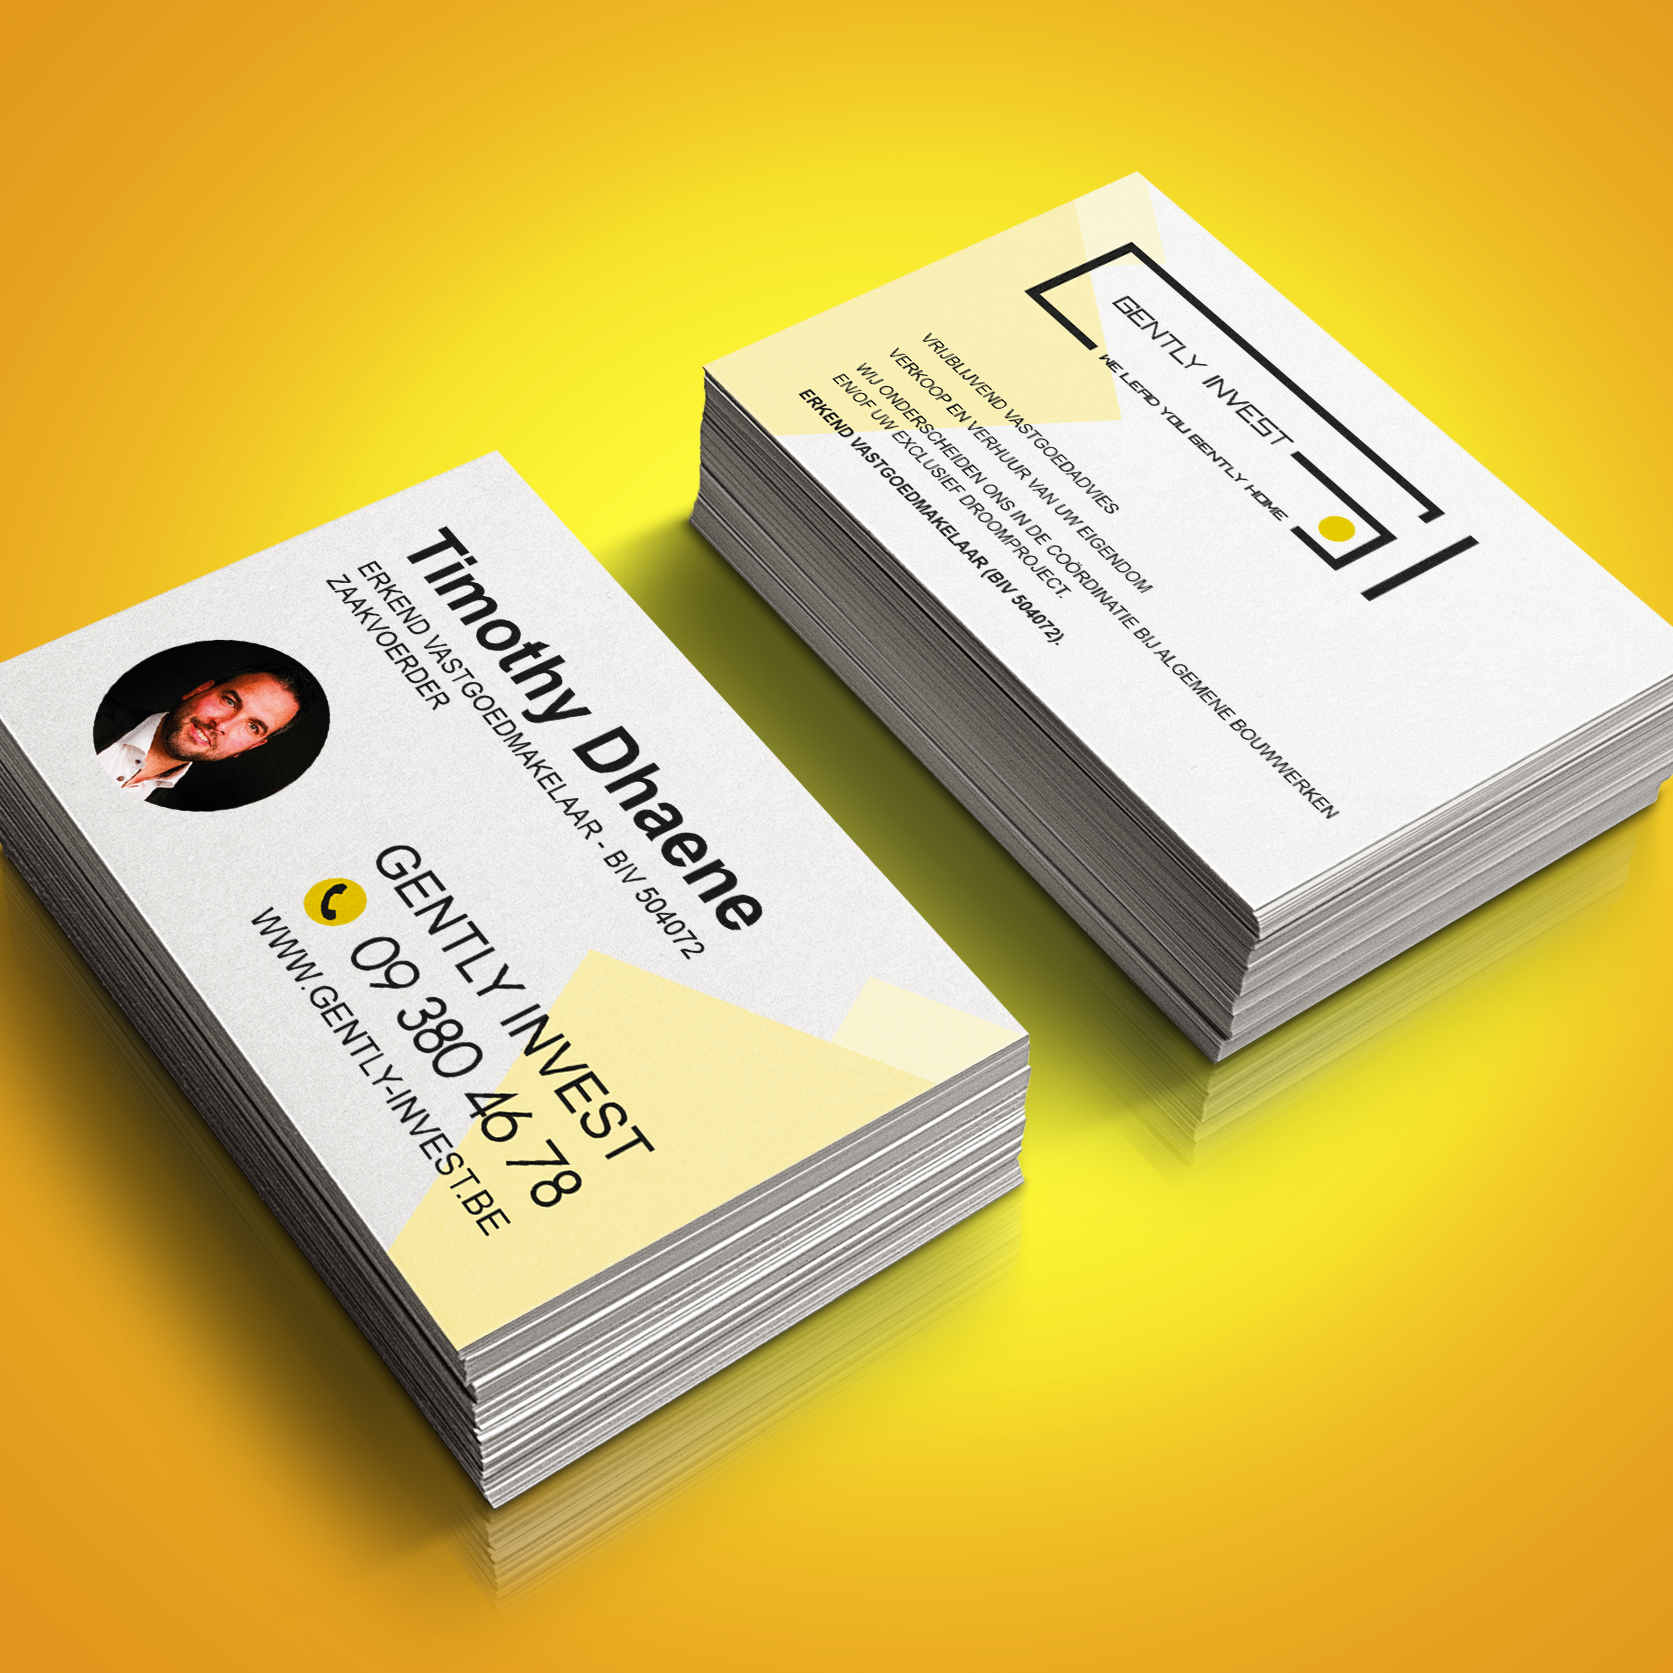 Timothy Dhaene
ERKEND VASTGOEDMAKELAAR - BIV 504072
ZAAKVOERDER
GENTLY INVEST
09 380 46 78
WWW.GENTLY-INVEST.BE
GENTLY INVEST
WE LEAD YOU GENTLY HOME
VRIJBLIJVEND VASTGOEDADVIES
VERKOOP EN VERHUUR VAN UW EIGENDOM
WIJ ONDERSCHEIDEN ONS IN DE COÖRDINATIE BIJ ALGEMENE BOUWWERKEN
EN/OF UW EXCLUSIEF DROOMPROJECT.
ERKEND VASTGOEDMAKELAAR (BIV 504072).